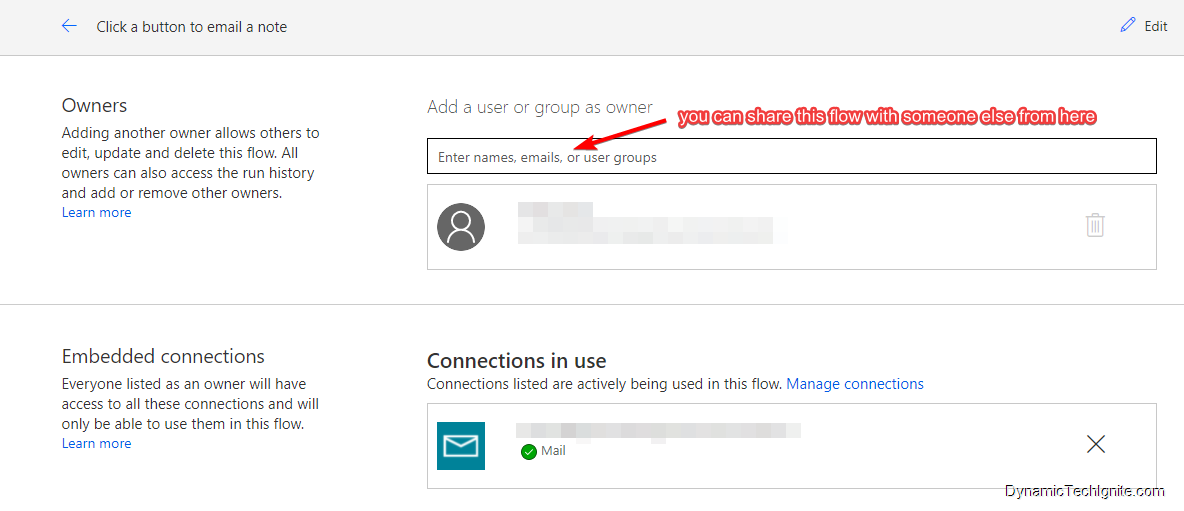 Click a button to email a note
Edit
Owners
Adding another owner allows others to
edit, update and delete this flow. All
owners can also access the run history
and add or remove other owners.
Learn more
Add a user or group as owner
you can share this flow with someone else from here
Enter names, emails, or user groups
Embedded connections
Everyone listed as an owner will have
access to all these connections and will
only be able to use them in this flow.
Learn more
Connections in use
Connections listed are actively being used in this flow. Manage connections
Mail
DynamicTechIgnite.com